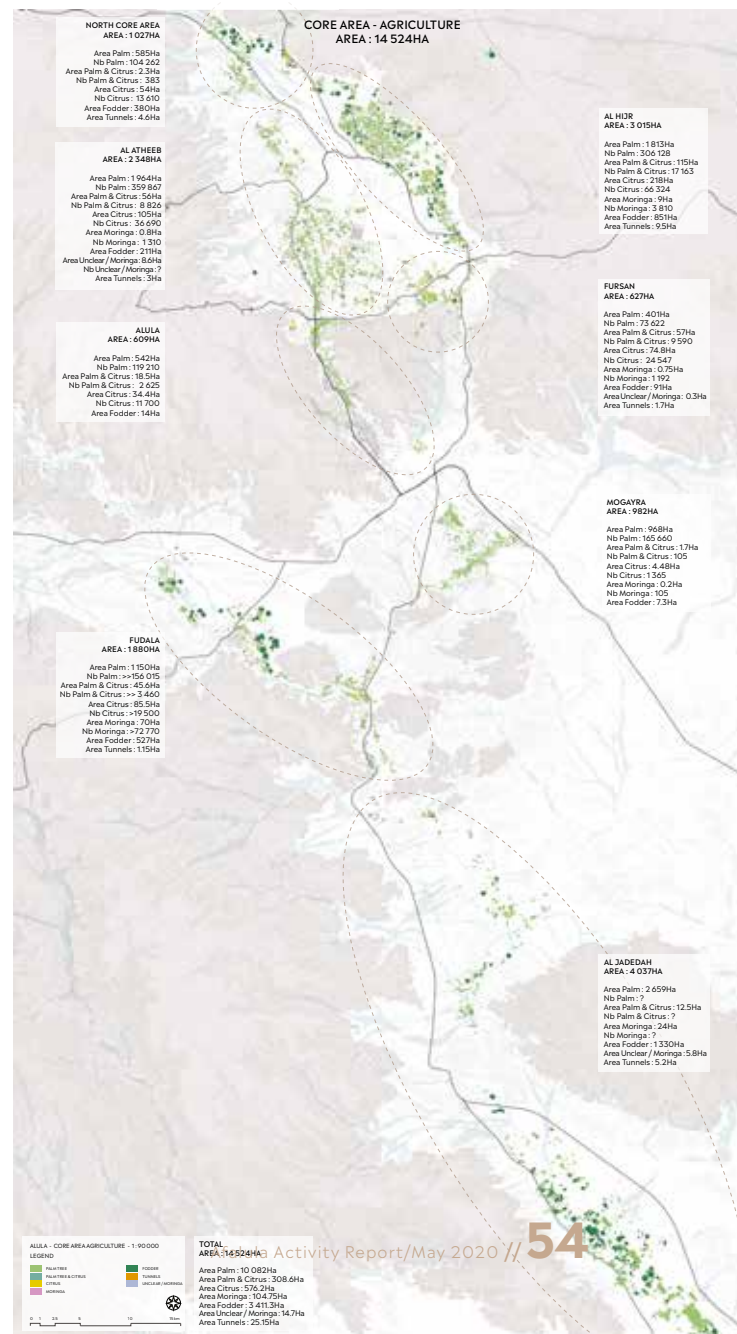 CORE AREA - AGRICULTURE
AREA : 14 524HA
NORTH CORE AREA
AREA : 1 027HA
Area Palm : 585Ha
Nb Palm : 104 262
Area Palm & Citrus : 2.3Ha
Nb Palm & Citrus : 383
Area Citrus : 54Ha
Nb Citrus : 13 610
Area Fodder : 380Ha
Area Tunnels : 4.6Ha
AL ATHEEB
AREA : 2 348HA
Area Palm : 1 964Ha
Nb Palm : 359 867
Area Palm & Citrus : 56Ha
Nb Palm & Citrus : 8 826
Area Citrus : 105Ha
Nb Citrus : 36 690
Area Moringa : 0.8Ha
Nb Moringa : 1 310
Area Fodder : 211Ha
Area Unclear / Moringa : 8.6Ha
Nb Unclear / Moringa : ?
Area Tunnels : 3Ha
ALULA
AREA : 609HA
Area Palm : 542Ha
Nb Palm : 119 210
Area Palm & Citrus : 18.5Ha
Nb Palm & Citrus : 2 625
Area Citrus : 34.4Ha
Nb Citrus : 11 700
Area Fodder : 14Ha
AL HIJR
AREA : 3 015HA
Area Palm : 1 813Ha
Nb Palm : 306 128
Area Palm & Citrus : 115Ha
Nb Palm & Citrus : 17 163
Area Citrus : 218Ha
Nb Citrus : 66 324
Area Moringa : 9Ha
Nb Moringa : 3 810
Area Fodder : 851Ha
Area Tunnels : 9.5Ha
FURSAN
AREA : 627HA
Area Palm : 401Ha
Nb Palm : 73 622
Area Palm & Citrus : 57Ha
Nb Palm & Citrus : 9 590
Area Citrus : 74.8Ha
Nb Citrus : 24 547
Area Moringa : 0.75Ha
Nb Moringa : 1 192
Area Fodder : 91Ha
Area Unclear / Moringa : 0.3Ha
Area Tunnels : 1.7Ha
MOGAYRA
AREA : 982HA
Area Palm : 968Ha
Nb Palm : 165 660
Area Palm & Citrus : 1.7Ha
Nb Palm & Citrus : 105
Area Citrus : 4.48Ha
Nb Citrus : 1 365
Area Moringa : 0.2Ha
Nb Moringa : 105
Area Fodder : 7.3Ha
FUDALA
AREA : 1 880HA
Area Palm : 1 150Ha
Nb Palm : >>156 015
Area Palm & Citrus : 45.6Ha
Nb Palm & Citrus : >> 3 460
Area Citrus : 85.5Ha
Nb Citrus : >19 500
Area Moringa : 70Ha
Nb Moringa : >72 770
Area Fodder : 527Ha
Area Tunnels : 1.15Ha
AL JADEDAH
AREA : 4 037HA
Area Palm : 2 659Ha
Nb Palm : ?
Area Palm & Citrus : 12.5Ha
Nb Palm & Citrus : ?
Area Moringa : 24Ha
Nb Moringa : ?
Area Fodder : 1 330Ha
Area Unclear / Moringa : 5.8Ha
Area Tunnels : 5.2Ha
ALULA - CORE AREA AGRICULTURE - 1 : 90 000
LEGEND
PALM TREES
PALM TREES & CITRUS
CITRUS
MORINGA
FODDER
TUNNELS
UNCLEAR / MORINGA
0 1 2.5 5 10 15 km
TOTAL
AREA : 14 524HA
Area Palm : 10 082Ha
Area Palm & Citrus : 308.6Ha
Area Citrus : 576.2Ha
Area Moringa : 104.75Ha
Area Fodder : 3 411.3Ha
Area Unclear / Moringa : 14.7Ha
Area Tunnels : 25.15Ha
Activity Report/May 2020 // 54